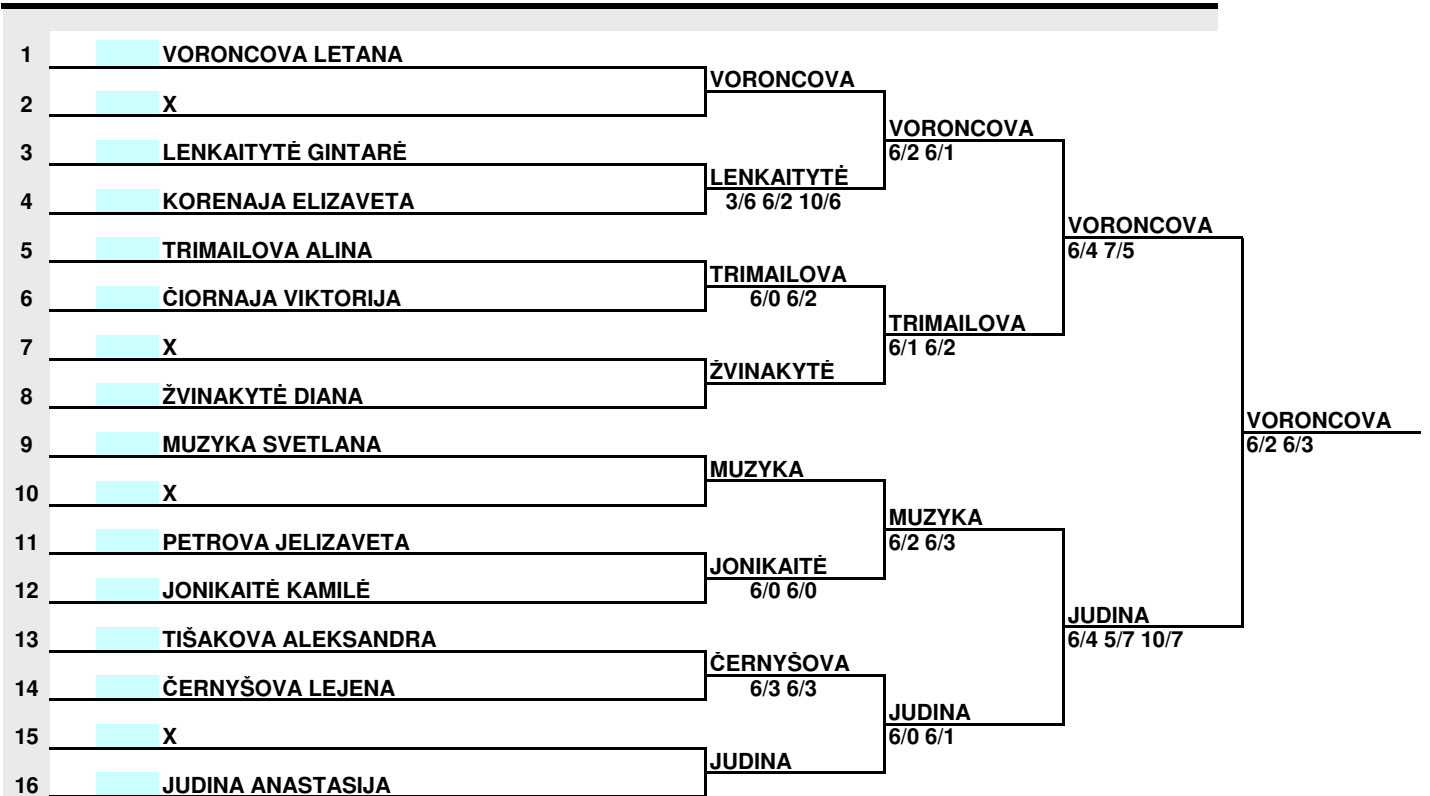 1 VORONCOVA LETANA
VORONCOVA
2 X
VORONCOVA
3 LENKAITYTĖ GINTARĖ
6/2 6/1
LENKAITYTĖ
4 KORENAJA ELIZAVETA
3/6 6/2 10/6
VORONCOVA
5 TRIMAILOVA ALINA
6/4 7/5
TRIMAILOVA
6 ČIORNAJA VIKTORIJA
6/0 6/2
TRIMAILOVA
7 X
6/1 6/2
ŽVINAKYTĖ
8 ŽVINAKYTĖ DIANA
VORONCOVA
9 MUZYKA SVETLANA
6/2 6/3
MUZYKA
10 X
MUZYKA
11 PETROVA JELIZAVETA
6/2 6/3
JONIKAITĖ
12 JONIKAITĖ KAMILĖ
6/0 6/0
JUDINA
13 TIŠAKOVA ALEKSANDRA
6/4 5/7 10/7
ČERNYŠOVA
14 ČERNYŠOVA LEJENA
6/3 6/3
JUDINA
15 X
6/0 6/1
JUDINA
16 JUDINA ANASTASIJA